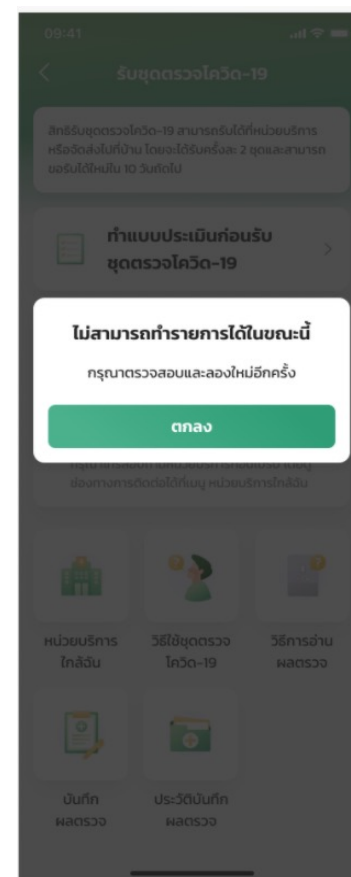 09:41
รับชุดตรวจโควิด-19
สิทธิรับชุดตรวจโควิด-19 สามารถรับได้ที่หน่วยบริการ
หรือจัดส่งไปที่บ้าน โดยจะได้รับครั้งละ 2 ชุดและสามารถ
ขอรับได้ใหม่ใน 10 วันถัดไป
ทำแบบประเมินก่อนรับ
ชุดตรวจโควิด-19
ไม่สามารถทำรายการได้ในขณะนี้
กรุณาตรวจสอบและลองใหม่อีกครั้ง
ตกลง
ช่องทางการติดต่อได้ที่เมนู หน่วยบริการใกล้ฉัน
หน่วยบริการ
ใกล้ฉัน
วิธีใช้ชุดตรวจ
โควิด-19
วิธีการอ่าน
ผลตรวจ
บันทึก
ผลตรวจ
ประวัติบันทึก
ผลตรวจ